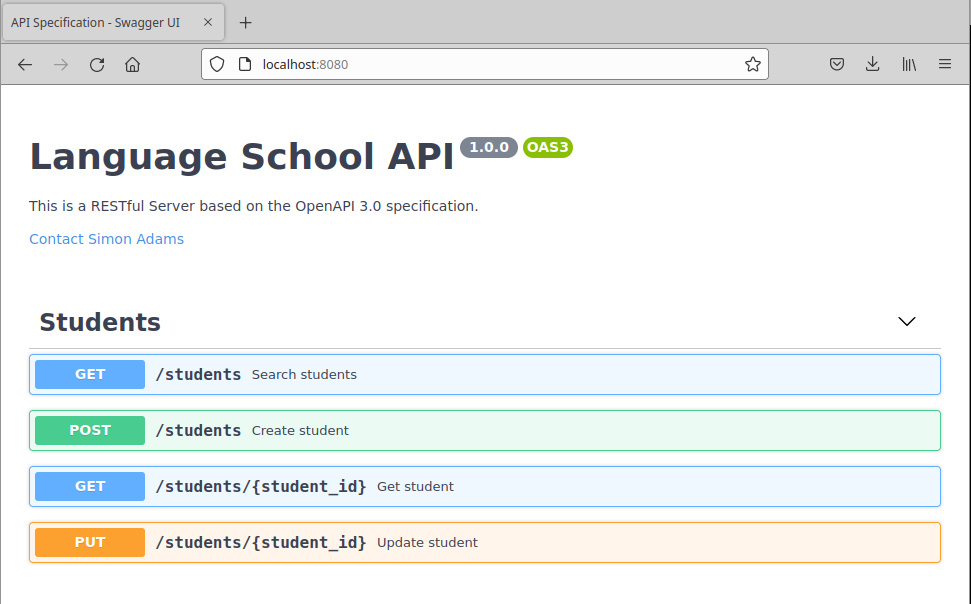 API Specification - Swagger UI
localhost:8080
Language School API 1.0.0 OAS3
This is a RESTful Server based on the OpenAPI 3.0 specification.
Contact Simon Adams
Students
GET /students Search students
POST /students Create student
GET /students/{student_id} Get student
PUT /students/{student_id} Update student